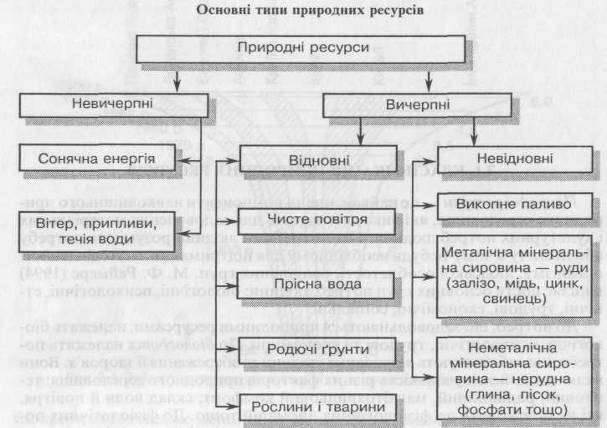 Основні типи природних ресурсів
Природні ресурси
Невичерпні
Вичерпні
Сонячна енергія
Відновні
Невідновні
Вітер, припливи,
течія води
Чисте повітря
Викопне паливо
Металічна мінераль-
на сировина — руди
(залізо, мідь, цинк,
свинець)
Прісна вода
Родючі ґрунти
Неметалічна
мінеральна сиро-
вина — нерудна
(глина, пісок,
фосфати тощо)
Рослини і тварини